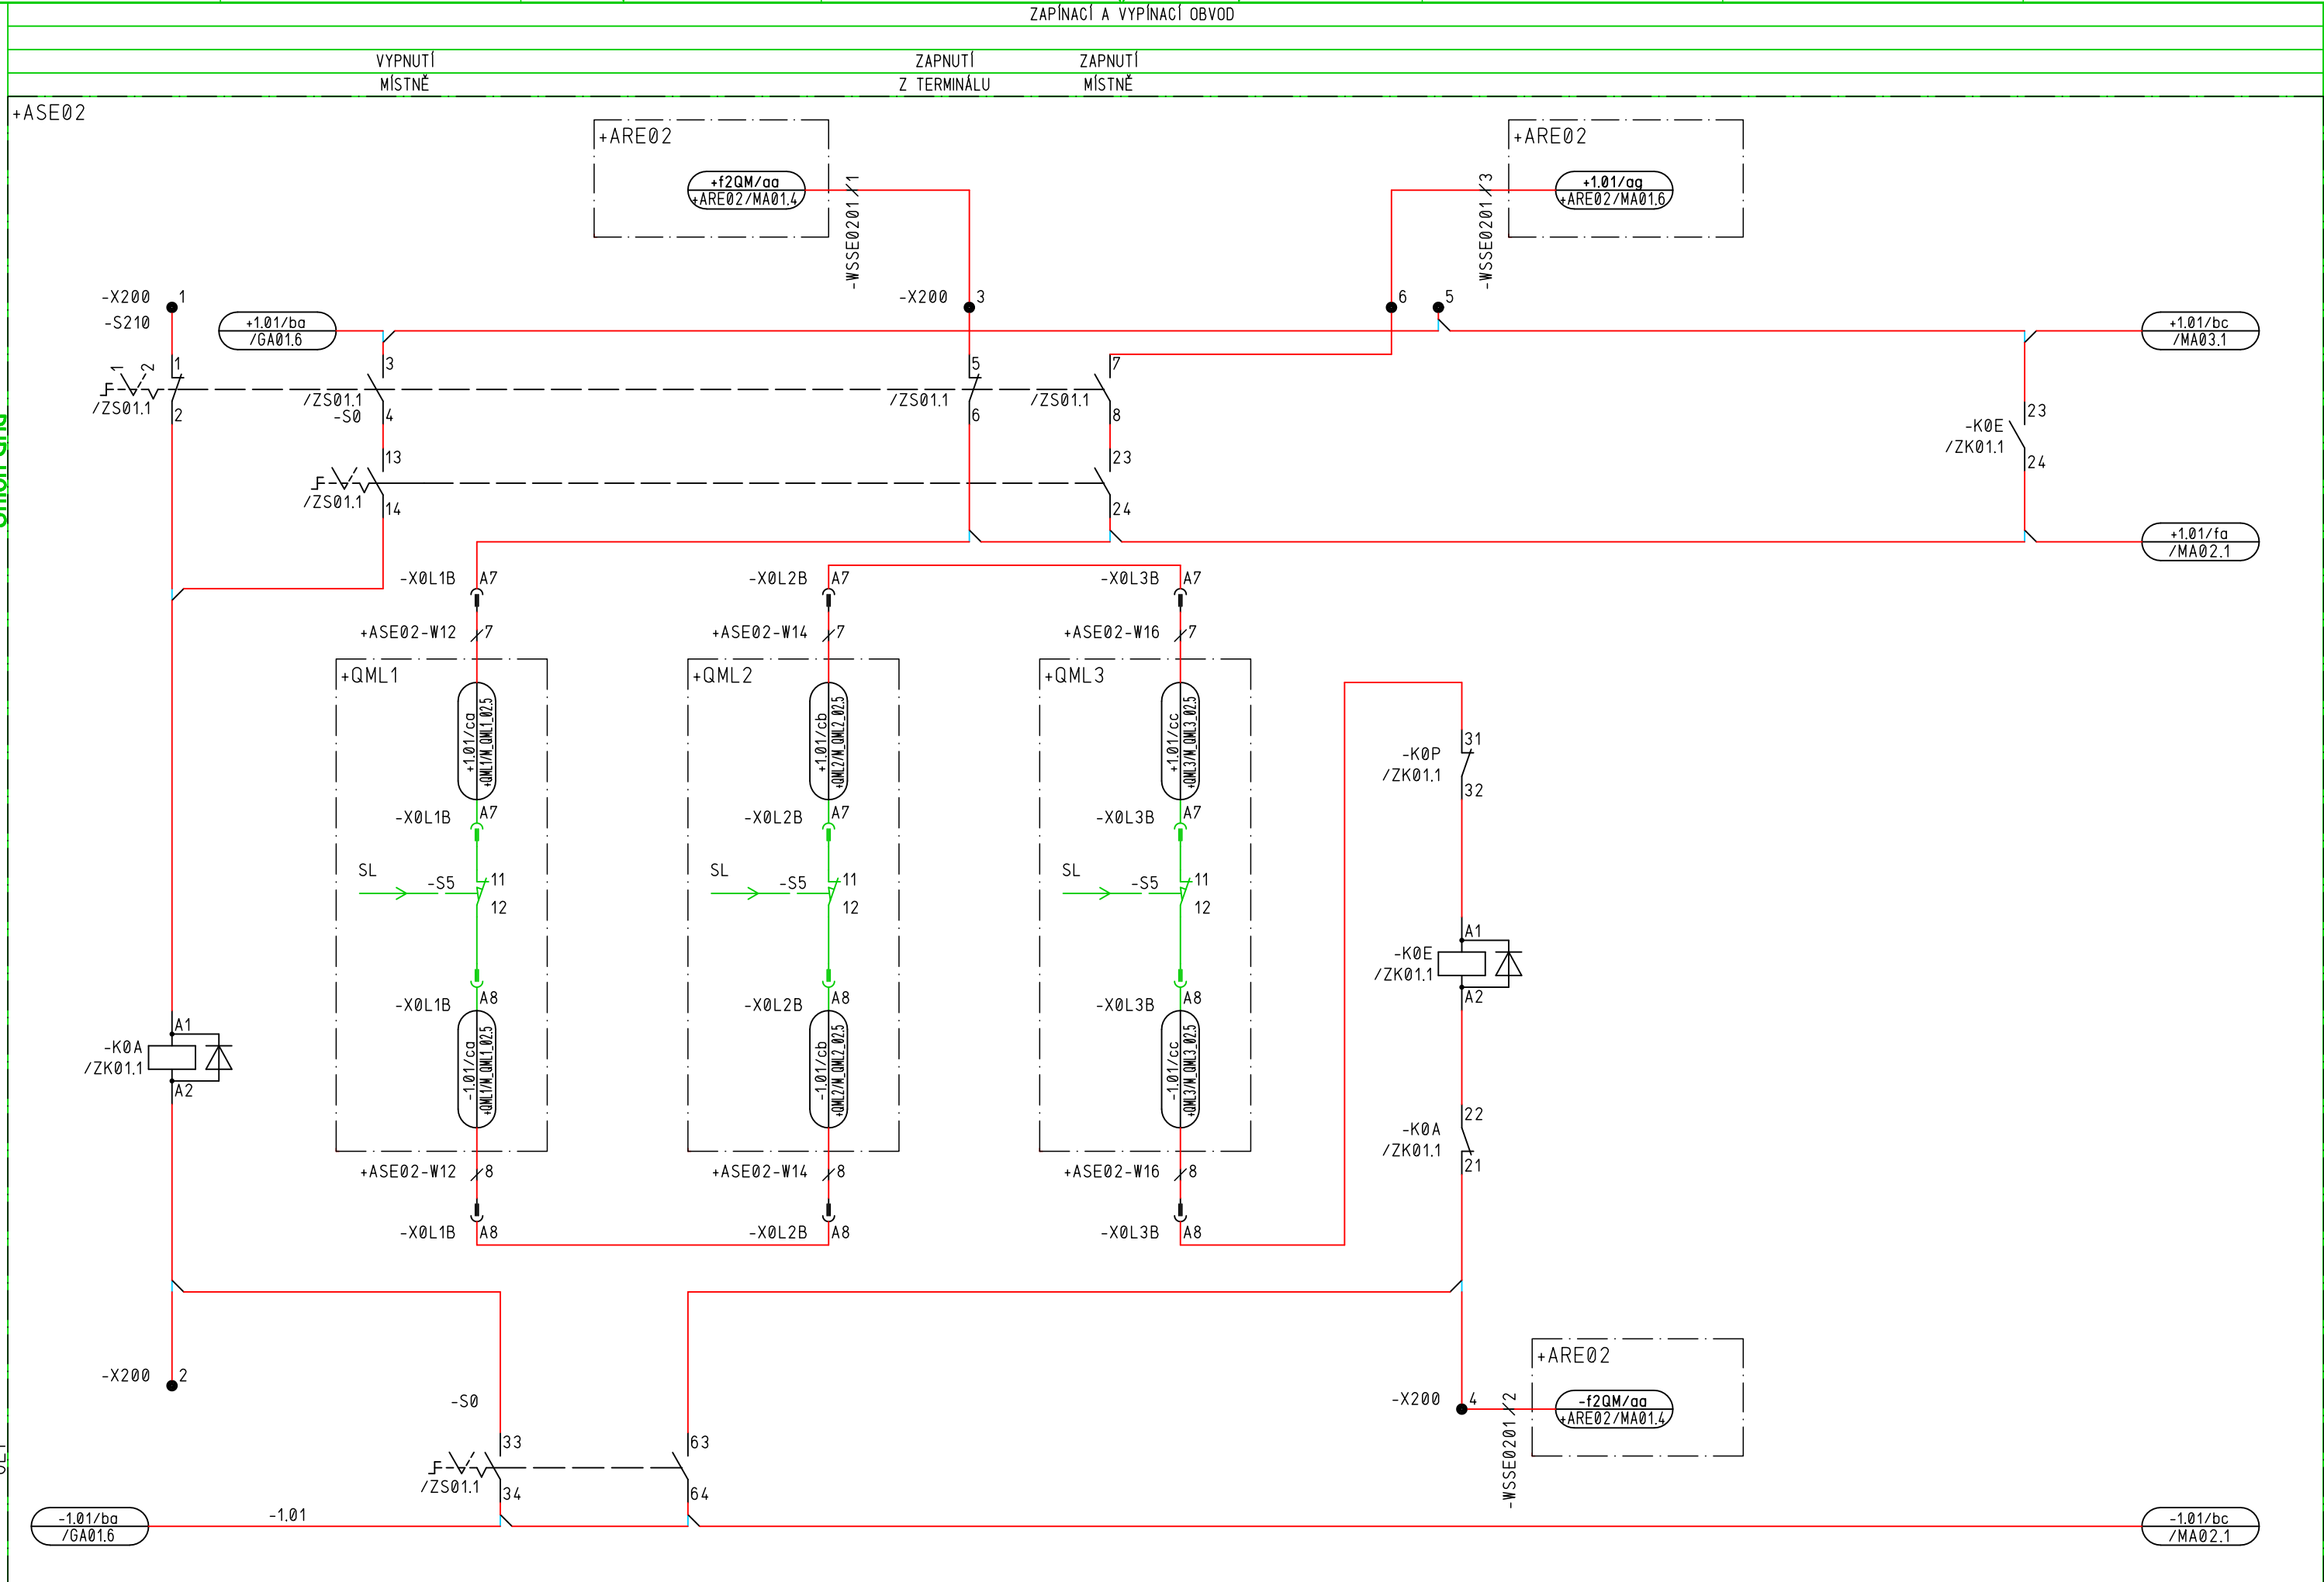 ZAPÍNACÍ A VYPÍNACÍ OBVOD
VYPNUTÍ ZAPNUTÍ ZAPNUTÍ
MÍSTNĚ Z TERMINÁLU MÍSTNĚ
+ASE02
+ARE02 +ARE02
+f2QM/aa +1.01/ag
+ARE02/MA01.4 +ARE02/MA01.6
-WSSE0201 1 -WSSE0201 3
-X200 1 -X200 3 6 5
-S210
+1.01/ba +1.01/bc
/GA01.6 /MA03.1
1 2 1 3 5 7
/ZS01.1 2 /ZS01.1 4 /ZS01.1 6 /ZS01.1 8
-S0
23
-K0E
/ZK01.1
24
13 23
/ZS01.1 14 24
+1.01/fa
/MA02.1
-X0L1B A7 -X0L2B A7 -X0L3B A7
+ASE02-W12 7 +ASE02-W14 7 +ASE02-W16 7
+QML1 +QML2 +QML3
+1.01/ca +1.01/cb +1.01/cc
+QML1/M_QML1_02.5 +QML2/M_QML2_02.5 +QML3/M_QML3_02.5
31
-K0P
/ZK01.1
32
-X0L1B A7 -X0L2B A7 -X0L3B A7
SL -S5 11 SL -S5 11 SL -S5 11
12 12 12
A1
-K0E
/ZK01.1
A2
-X0L1B A8 -X0L2B A8 -X0L3B A8
-1.01/ca -1.01/cb -1.01/cc
+QML1/M_QML1_02.5 +QML2/M_QML2_02.5 +QML3/M_QML3_02.5
A1
-K0A
/ZK01.1
A2
22
-K0A
/ZK01.1
21
+ASE02-W12 8 +ASE02-W14 8 +ASE02-W16 8
-X0L1B A8 -X0L2B A8 -X0L3B A8
-X200 2
+ARE02
-X200 4
-f2QM/aa
+ARE02/MA01.4
-WSSE0201 2
-S0
33 63
/ZS01.1 34 64
-1.01/ba -1.01 -1.01/bc
/GA01.6 /MA02.1